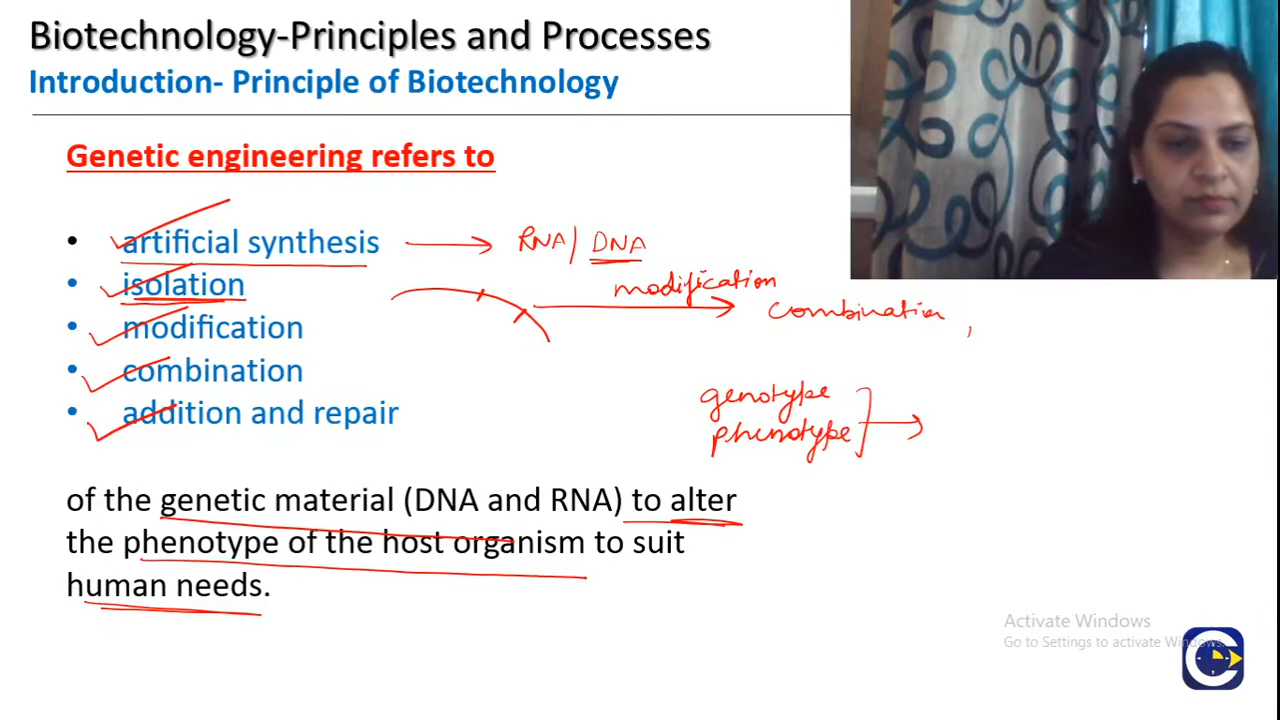 Biotechnology-Principles and Processes
Introduction- Principle of Biotechnology
Genetic engineering refers to
• artificial synthesis → RNA/ DNA
• isolation
modification
combination,
• modification
• combination
genotype
• addition and repair
phenotype
of the genetic material (DNA and RNA) to alter
the phenotype of the host organism to suit
human needs.
Activate Windows
Go to Settings to activate Windows.